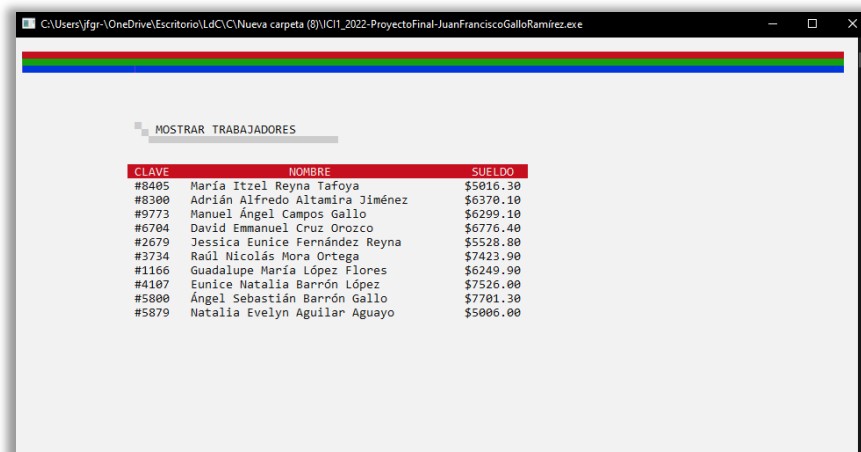 C:\Users\jfgr-\OneDrive\Escritorio\LdC\C\Nueva carpeta (8)\ICI1_2022-ProyectoFinal-JuanFranciscoGalloRamírez.exe
MOSTRAR TRABAJADORES
CLAVE NOMBRE SUELDO
#8405 María Itzel Reyna Tafoya $5016.30
#8300 Adrián Alfredo Altamira Jiménez $6370.10
#9773 Manuel Ángel Campos Gallo $6299.10
#6704 David Emmanuel Cruz Orozco $6776.40
#2679 Jessica Eunice Fernández Reyna $5528.80
#3734 Raúl Nicolás Mora Ortega $7423.90
#1166 Guadalupe María López Flores $6249.90
#4107 Eunice Natalia Barrón López $7526.00
#5800 Ángel Sebastián Barrón Gallo $7701.30
#5879 Natalia Evelyn Aguilar Aguayo $5006.00